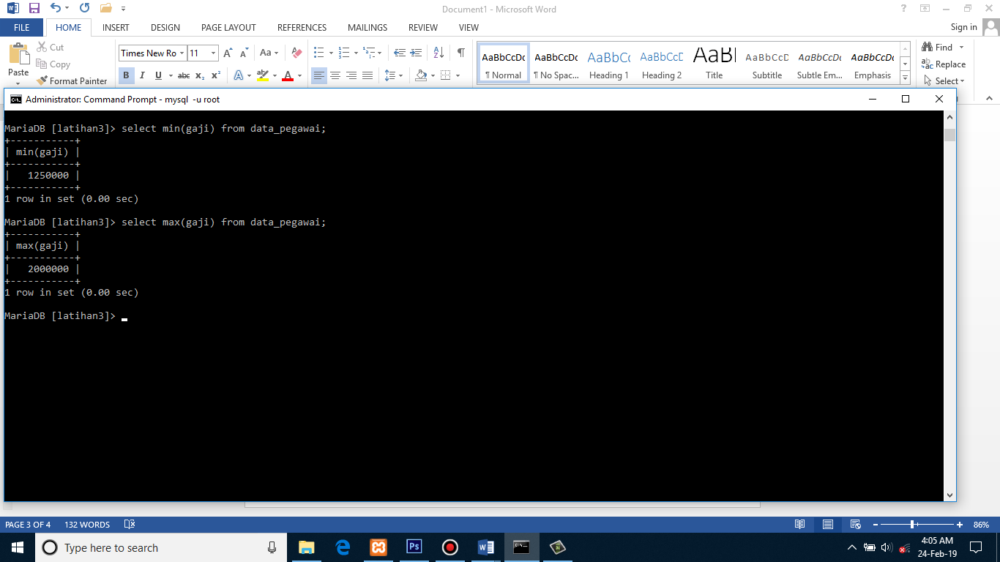 Document1 - Microsoft Word
FILE HOME INSERT DESIGN PAGE LAYOUT REFERENCES MAILINGS REVIEW VIEW Sign in
Paste
Cut
Copy
Format Painter
Times New Ro 11
AaBbCcDc AaBbCcDc AaBbCc AaBbCcD AaBI AaBbCcD AaBbCcDc AaBbCcDc
¶ Normal ¶ No Spac... Heading 1 Heading 2 Title Subtitle Subtle Em... Emphasis
Find
Replace
Select
Administrator: Command Prompt - mysql -u root
MariaDB [latihan3]> select min(gaji) from data_pegawai;
+-----------+
| min(gaji) |
+-----------+
|   1250000 |
+-----------+
1 row in set (0.00 sec)
MariaDB [latihan3]> select max(gaji) from data_pegawai;
+-----------+
| max(gaji) |
+-----------+
|   2000000 |
+-----------+
1 row in set (0.00 sec)
MariaDB [latihan3]>
PAGE 3 OF 4 132 WORDS 86%
Type here to search
4:05 AM
24-Feb-19